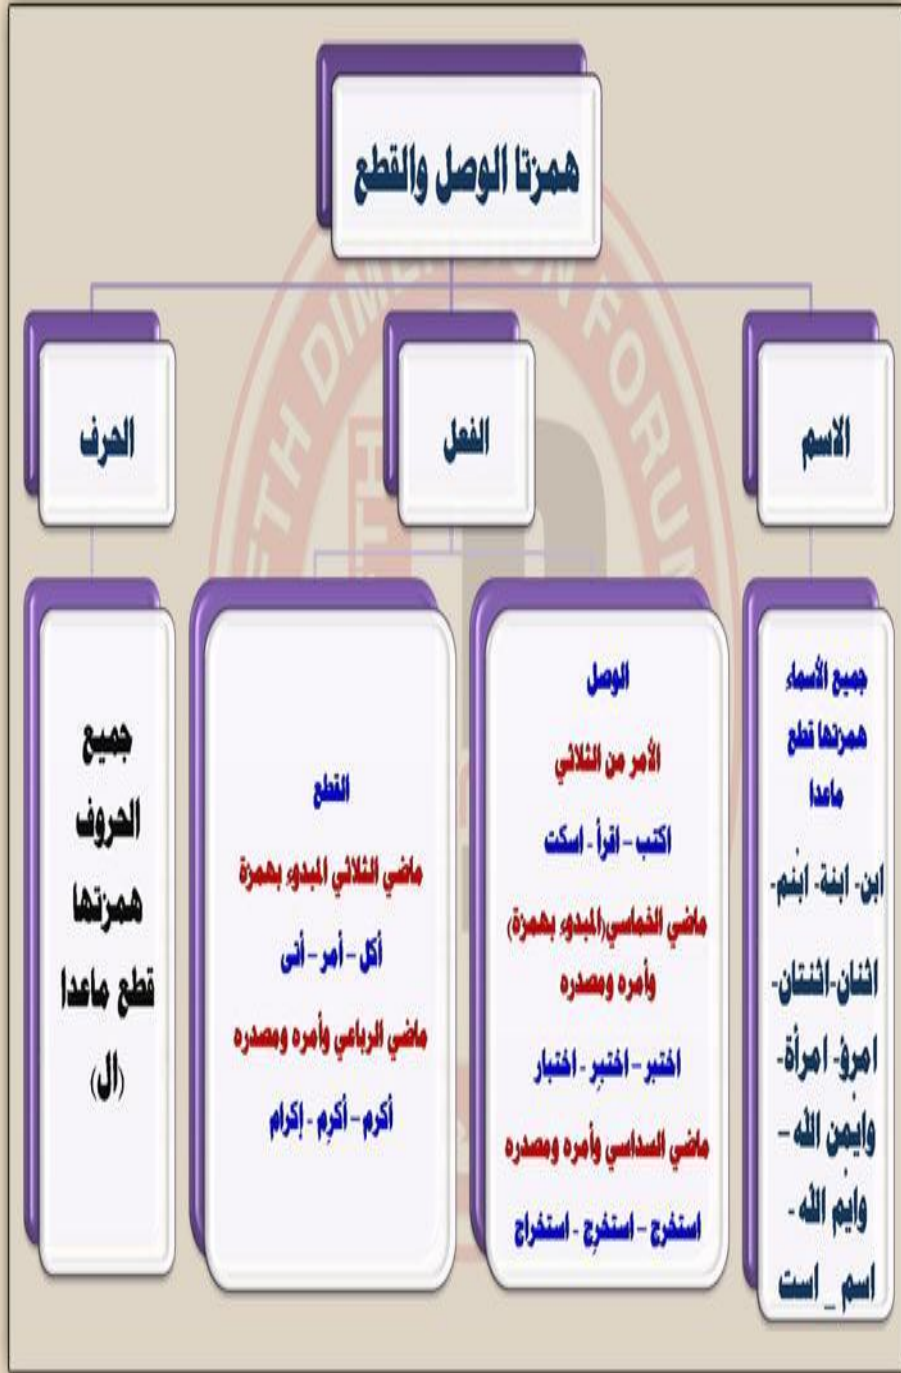 همزتا الوصل والقطع
الاسم
الفعل
الحرف
جميع الأسماء
همزتها قطع
ماعدا
ابن- ابنة- ابنم-
اثنان-اثنتان-
امرؤ- امرأة-
وايمن الله –
وايم الله -
اسم _ است
الوصل
الأمر من الثلاثي
اكتب – اقرأ - اسكت
ماضي الخماسي(المبدوء بهمزة)
وأمره ومصدره
اختبر – اختبِر - اختبار
ماضي السداسي وأمره ومصدره
استخرج – استخرِج - استخراج
القطع
ماضي الثلاثي المبدوء بهمزة
أكل – أمر – أتى
ماضي الرباعي وأمره ومصدره
أكرم – أكرِم - إكرام
جميع
الحروف
همزتها
قطع ماعدا
(ال)
DIMENSION FORUM